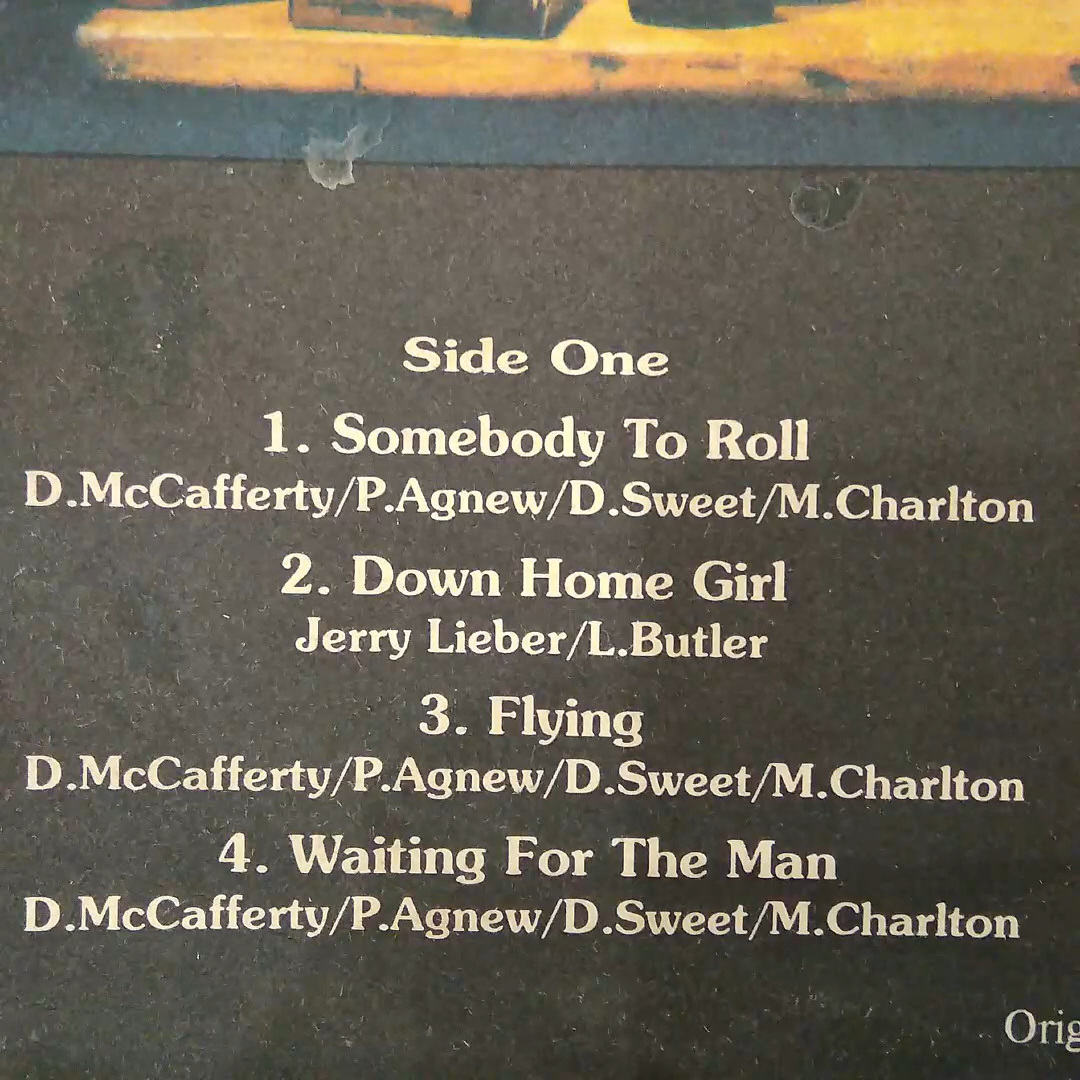 Side One
1. Somebody To Roll
D.McCafferty/P.Agnew/D.Sweet/M.Charlton
2. Down Home Girl
Jerry Lieber/L.Butler
3. Flying
D.McCafferty/P.Agnew/D.Sweet/M.Charlton
4. Waiting For The Man
D.McCafferty/P.Agnew/D.Sweet/M.Charlton